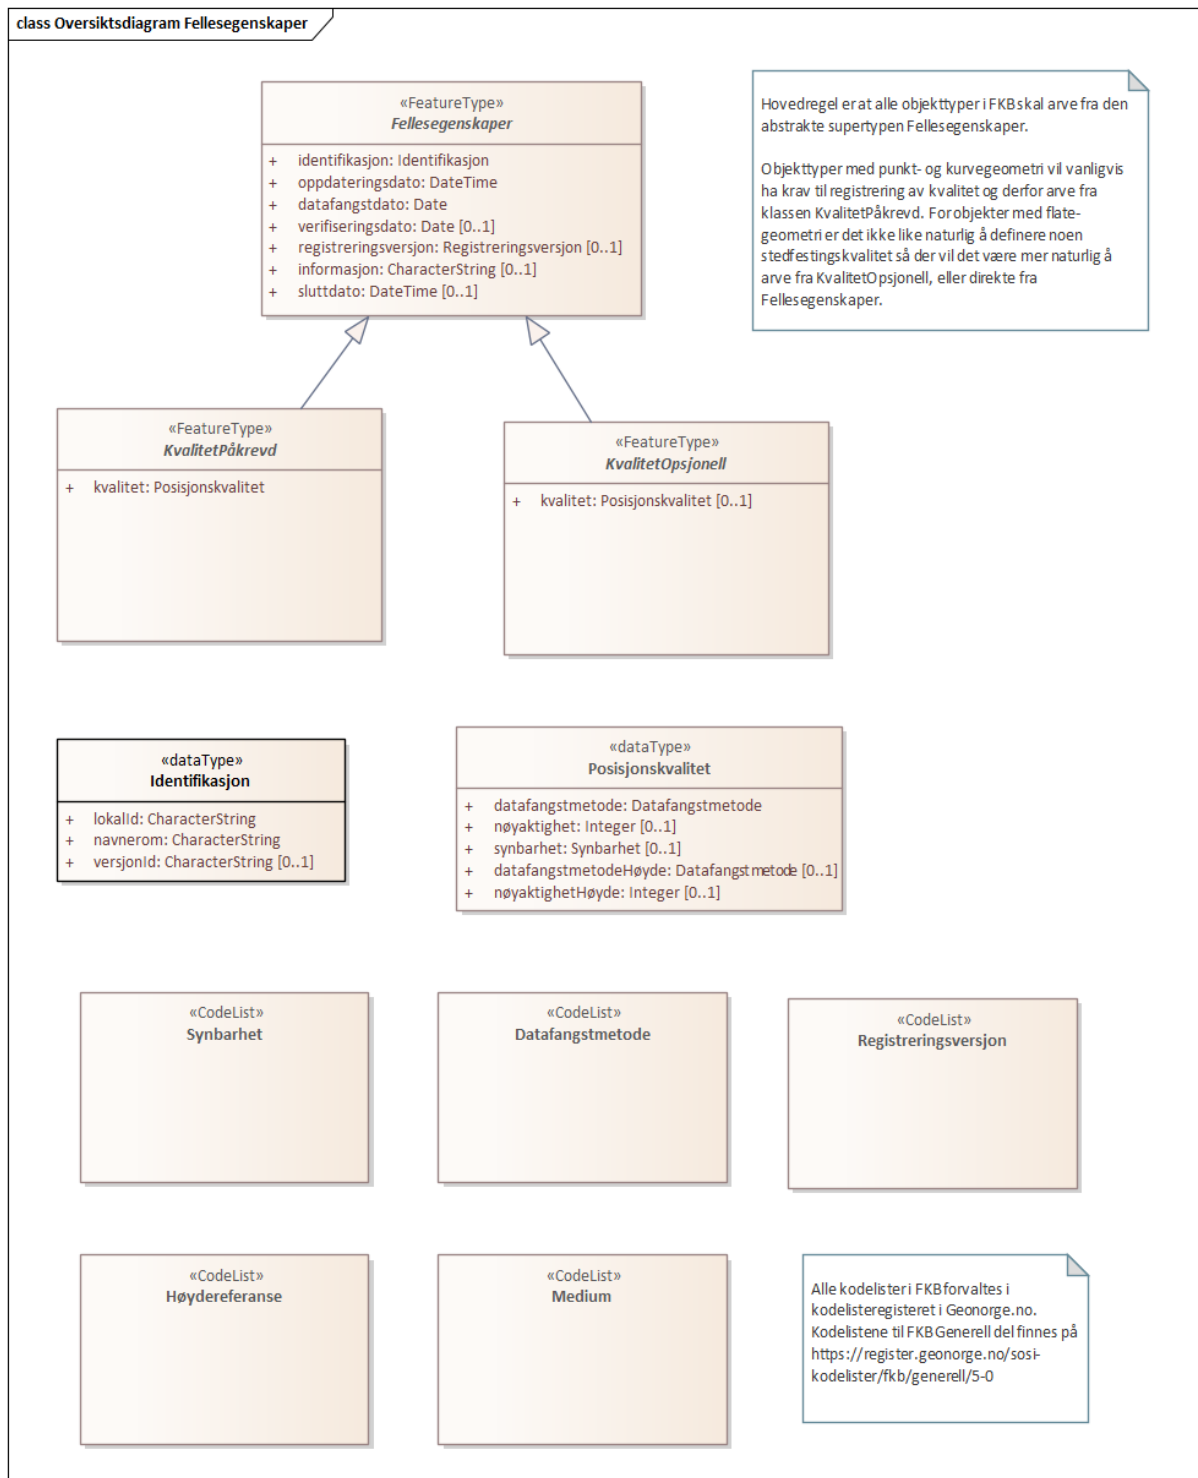 class Oversiktsdiagram Fellesegenskaper
«FeatureType»
Fellesegenskaper
+ identifikasjon: Identifikasjon
+ oppdateringsdato: DateTime
+ datafangstdato: Date
+ verifiseringsdato: Date [0..1]
+ registreringsversjon: Registreringsversjon [0..1]
+ informasjon: CharacterString [0..1]
+ sluttdato: DateTime [0..1]
Hovedregel er at alle objekttyper i FKB skal arve fra den
abstrakte supertypen Fellesegenskaper.
Objekttyper med punkt- og kurvegeometri vil vanligvis
ha krav til registrering av kvalitet og derfor arve fra
klassen KvalitetPåkrevd. For objekter med flate-
geometri er det ikke like naturlig å definere noen
stedfestingskvalitet så der vil det være mer naturlig å
arve fra KvalitetOpsjonell, eller direkte fra
Fellesegenskaper.
«FeatureType»
KvalitetPåkrevd
+ kvalitet: Posisjonskvalitet
«FeatureType»
KvalitetOpsjonell
+ kvalitet: Posisjonskvalitet [0..1]
«dataType»
Identifikasjon
+ lokalId: CharacterString
+ navnerom: CharacterString
+ versjonId: CharacterString [0..1]
«dataType»
Posisjonskvalitet
+ datafangstmetode: Datafangstmetode
+ nøyaktighet: Integer [0..1]
+ synbarhet: Synbarhet [0..1]
+ datafangstmetodeHøyde: Datafangstmetode [0..1]
+ nøyaktighetHøyde: Integer [0..1]
«CodeList»
Synbarhet
«CodeList»
Datafangstmetode
«CodeList»
Registreringsversjon
«CodeList»
Høydereferanse
«CodeList»
Medium
Alle kodelister i FKB forvaltes i
kodelisteregisteret i Geonorge.no.
Kodelistene til FKB Generell del finnes på
https://register.geonorge.no/sosi-
kodelister/fkb/generell/5-0